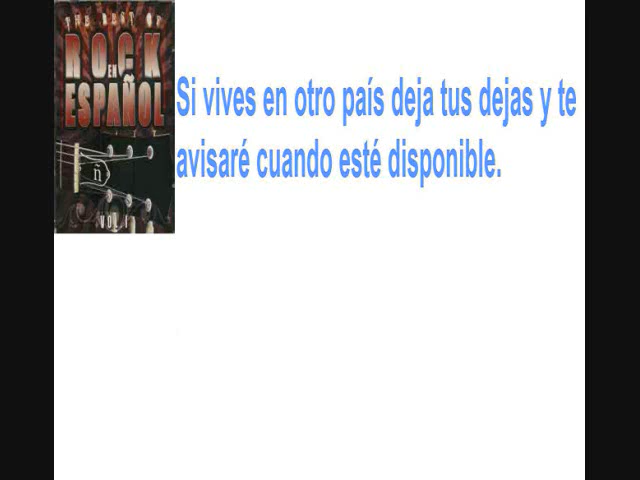 THE BEST OF
ROCK
EN
ESPAÑOL
ñ
VOL. I
Si vives en otro país deja tus dejas y te
avisaré cuando esté disponible.